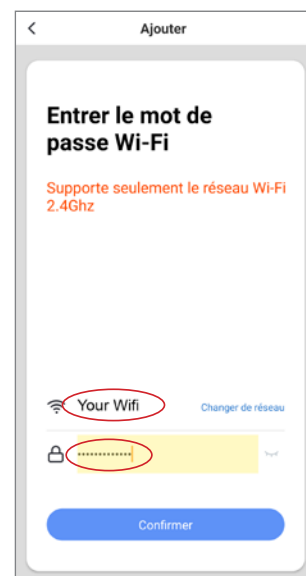 Ajouter
Entrer le mot de
passe Wi-Fi
Supporte seulement le réseau Wi-Fi
2.4Ghz
Your Wifi
Changer de réseau
•••••••••••••
Confirmer